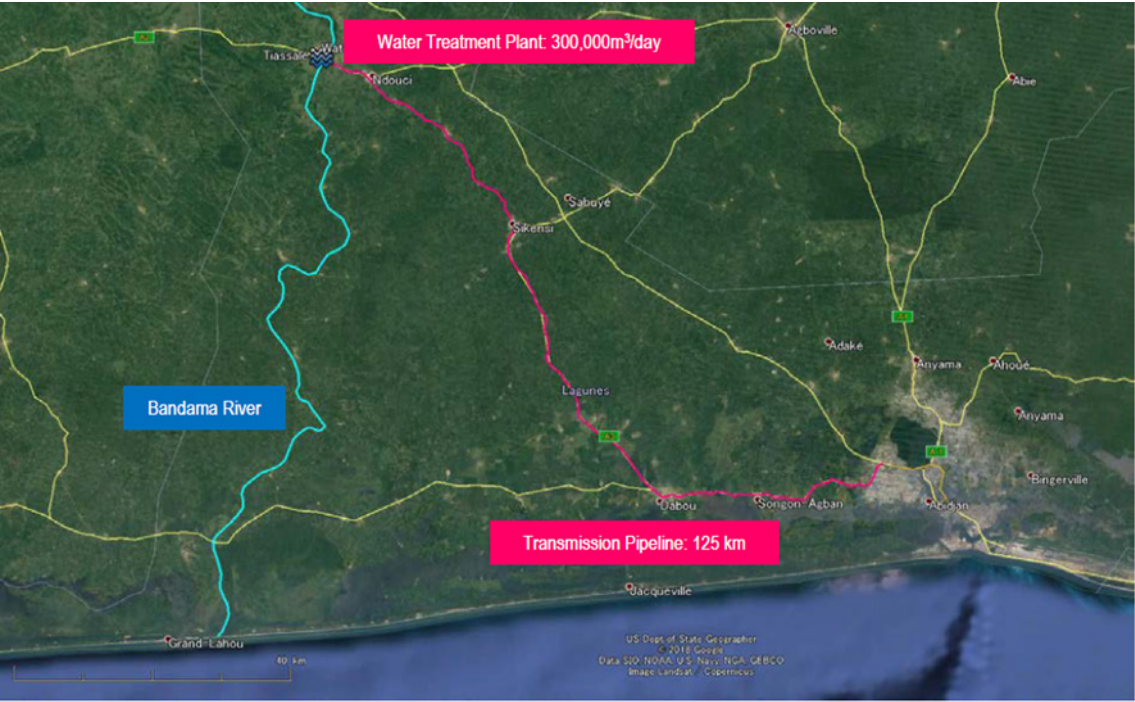 Water Treatment Plant: 300,000m³/day
Agboville
Tiassale
Wat
Ndouci
Abie
Sabuyé
Sikensi
Adaké
Anyama
Ahoué
Lagunes
Bandama River
Anyama
Bingerville
Dabou
Songon-Agban
Abidjan
Transmission Pipeline: 125 km
Jacqueville
Grand-Lahou
40 km
US Dept of State Geographer
© 2018 Google
Data SIO, NOAA, U.S. Navy, NGA, GEBCO
Image Landsat / Copernicus